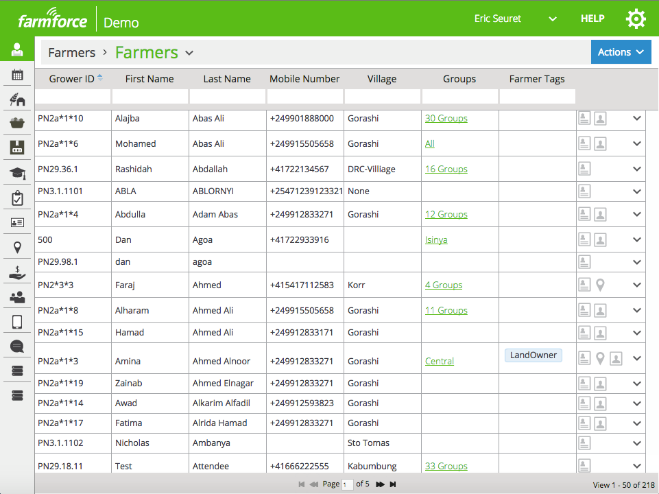 farmforce Demo Eric Seuret HELP
Farmers > Farmers Actions
Grower ID First Name Last Name Mobile Number Village Groups Farmer Tags
PN2a*1*10 Alajba Abas Ali +249901888000 Gorashi 30 Groups
PN2a*1*6 Mohamed Abas Ali +249915505658 Gorashi All
PN29.36.1 Rashidah Abdallah +41722134567 DRC-Villiage 16 Groups
PN3.1.1101 ABLA ABLORNYI +25471239123321 None
PN2a*1*4 Abdulla Adam Abas +249912833271 Gorashi 12 Groups
500 Dan Agoa +41722933916 Isinya
PN29.98.1 dan agoa
PN2*3*3 Faraj Ahmed +415417112583 Korr 4 Groups
PN2a*1*8 Alharam Ahmed Ali +249915505658 Gorashi 11 Groups
PN2a*1*15 Hamad Ahmed Ali +249912833271 Gorashi
PN2a*1*3 Amina Ahmed Alnoor +249912833271 Gorashi Central LandOwner
PN2a*1*19 Zainab Ahmed Elnagar +249912833271 Gorashi
PN2a*1*14 Awad Alkarim Alfadil +249912593823 Gorashi
PN2a*1*17 Fatima Alrida Hamad +249912833271 Gorashi
PN3.1.1102 Nicholas Ambanya Sto Tomas
PN29.18.11 Test Attendee +41666222555 Kabumbung 33 Groups
Page 1 of 5 View 1 - 50 of 218